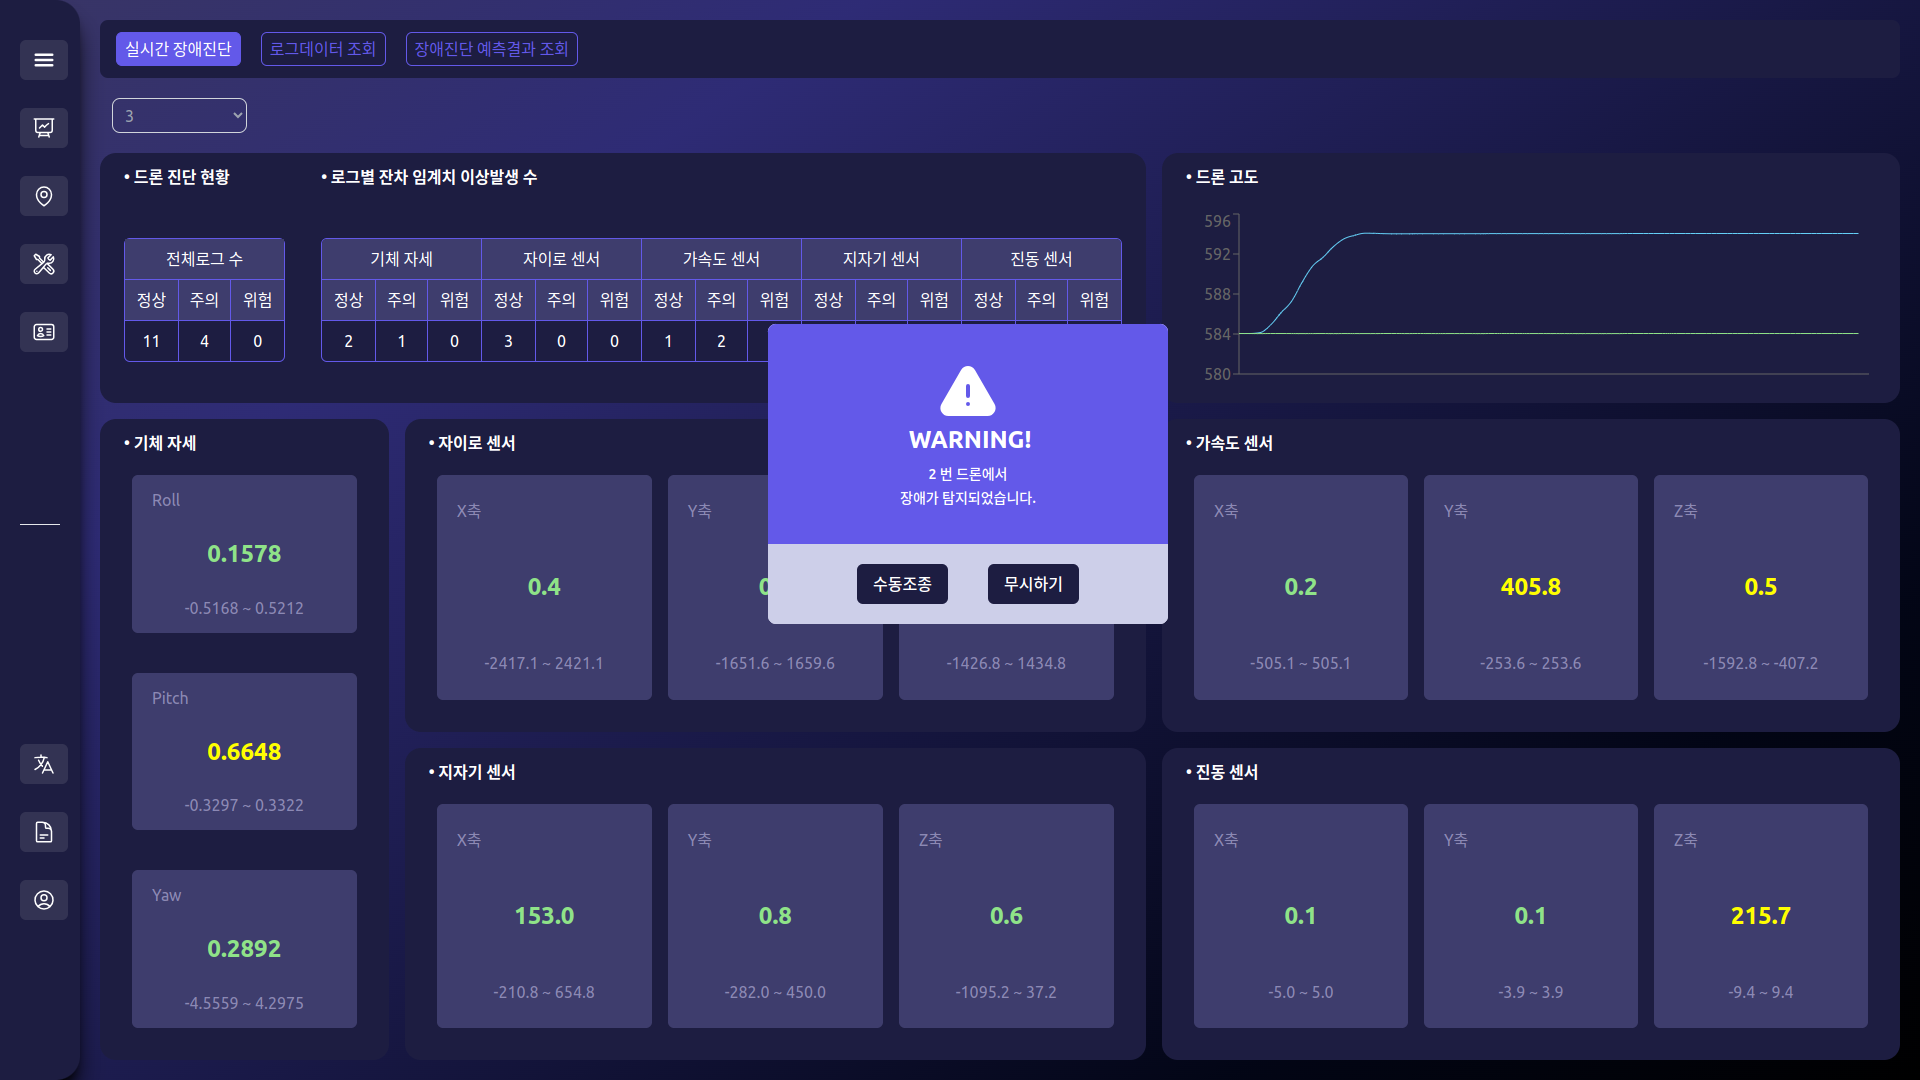 실시간 장애진단 로그데이터 조회 장애진단 예측결과 조회
3
• 드론 진단 현황
전체로그 수
정상 주의 위험
11 4 0
• 로그별 잔차 임계치 이상발생 수
기체 자세 자이로 센서 가속도 센서 지자기 센서 진동 센서
정상 주의 위험 정상 주의 위험 정상 주의 위험 정상 주의 위험 정상 주의 위험
2 1 0 3 0 0 1 2
• 드론 고도
596
592
588
584
580
WARNING!
2 번 드론에서
장애가 탐지되었습니다.
수동조종 무시하기
• 기체 자세
Roll
0.1578
-0.5168 ~ 0.5212
Pitch
0.6648
-0.3297 ~ 0.3322
Yaw
0.2892
-4.5559 ~ 4.2975
• 자이로 센서
X축 Y축
0.4
-2417.1 ~ 2421.1 -1651.6 ~ 1659.6 -1426.8 ~ 1434.8
• 가속도 센서
X축 Y축 Z축
0.2 405.8 0.5
-505.1 ~ 505.1 -253.6 ~ 253.6 -1592.8 ~ -407.2
• 지자기 센서
X축 Y축 Z축
153.0 0.8 0.6
-210.8 ~ 654.8 -282.0 ~ 450.0 -1095.2 ~ 37.2
• 진동 센서
X축 Y축 Z축
0.1 0.1 215.7
-5.0 ~ 5.0 -3.9 ~ 3.9 -9.4 ~ 9.4